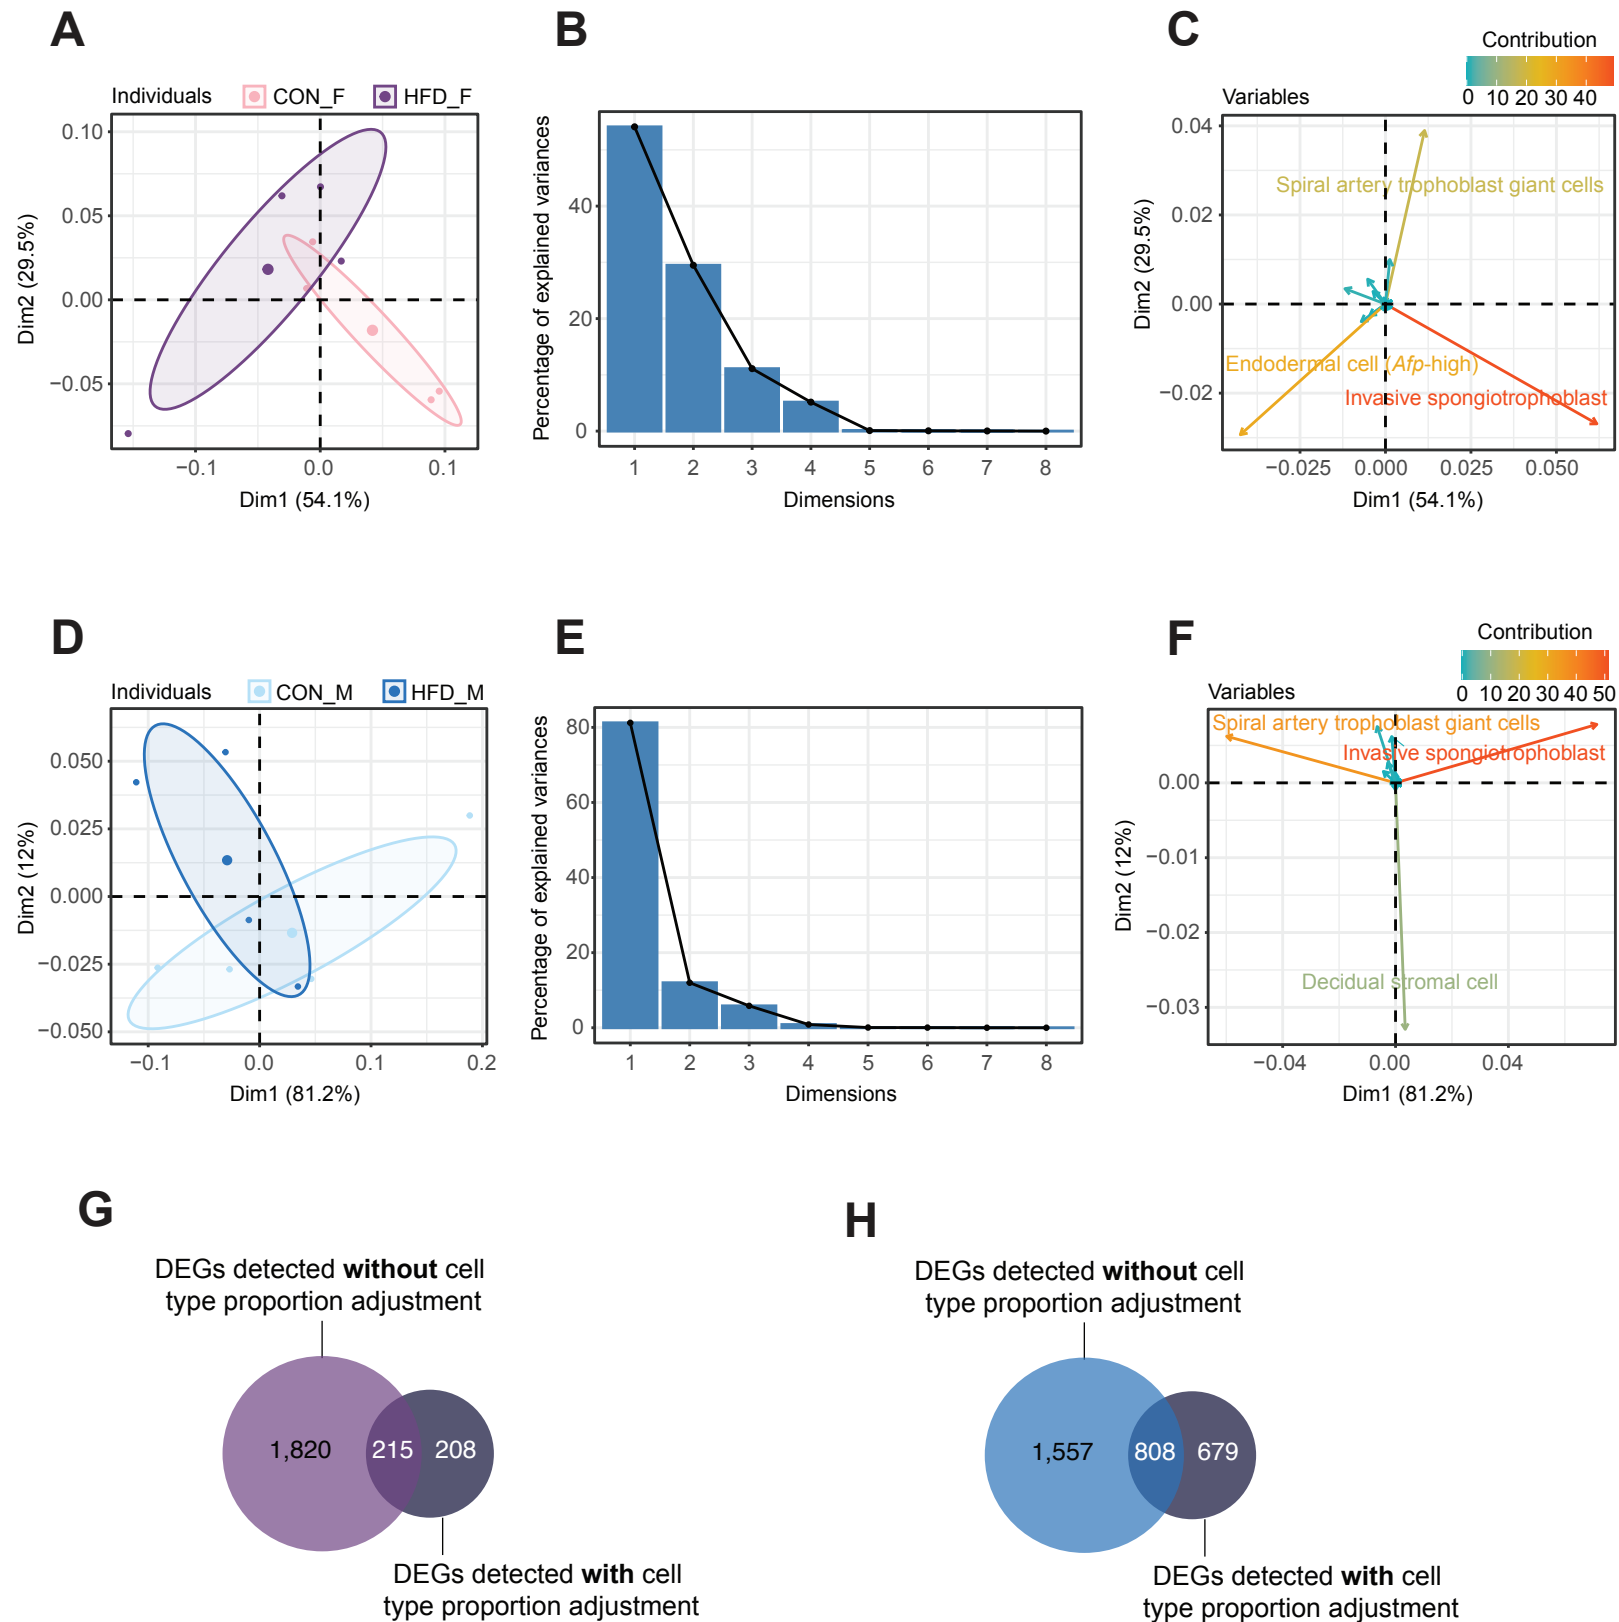 A
Individuals CON_F HFD_F
0.10
0.05
0.00
−0.05
−0.1 0.0 0.1
Dim1 (54.1%)
Dim2 (29.5%)
B
Percentage of explained variances
40
20
0
1 2 3 4 5 6 7 8
Dimensions
C
Contribution
0 10 20 30 40
Variables
0.04
0.02
0.00
−0.02
Spiral artery trophoblast giant cells
Endodermal cell (Afp-high)
Invasive spongiotrophoblast
−0.025 0.000 0.025 0.050
Dim1 (54.1%)
Dim2 (29.5%)
D
Individuals CON_M HFD_M
0.050
0.025
0.000
−0.025
−0.050
−0.1 0.0 0.1 0.2
Dim1 (81.2%)
Dim2 (12%)
E
Percentage of explained variances
80
60
40
20
0
1 2 3 4 5 6 7 8
Dimensions
F
Contribution
0 10 20 30 40 50
Variables
Spiral artery trophoblast giant cells
Invasive spongiotrophoblast
0.00
−0.01
−0.02
−0.03
Decidual stromal cell
−0.04 0.00 0.04
Dim1 (81.2%)
Dim2 (12%)
G
DEGs detected without cell
type proportion adjustment
1,820 215 208
DEGs detected with cell
type proportion adjustment
H
DEGs detected without cell
type proportion adjustment
1,557 808 679
DEGs detected with cell
type proportion adjustment